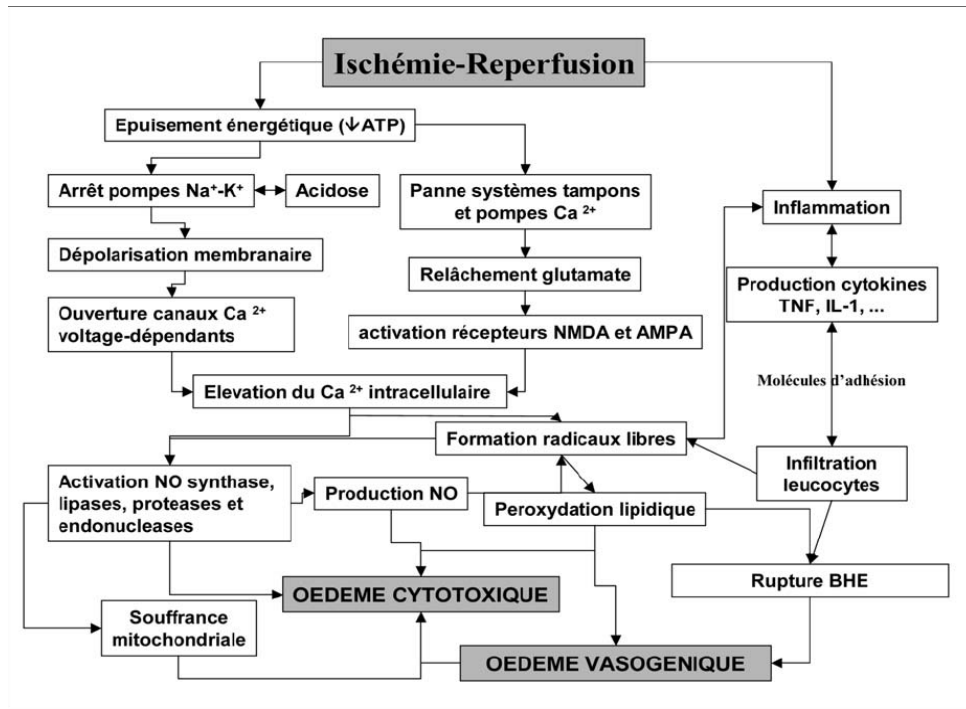 Ischémie-Reperfusion
Epuisement énergétique (↓ATP)
Arrêt pompes Na⁺-K⁺
Acidose
Panne systèmes tampons
et pompes Ca ²⁺
Inflammation
Dépolarisation membranaire
Relâchement glutamate
Production cytokines
TNF, IL-1, ...
Ouverture canaux Ca ²⁺
voltage-dépendants
activation récepteurs NMDA et AMPA
Molécules d'adhésion
Elevation du Ca ²⁺ intracellulaire
Formation radicaux libres
Infiltration
leucocytes
Activation NO synthase,
lipases, proteases et
endonucleases
Production NO
Peroxydation lipidique
Rupture BHE
OEDEME CYTOTOXIQUE
Souffrance
mitochondriale
OEDEME VASOGENIQUE